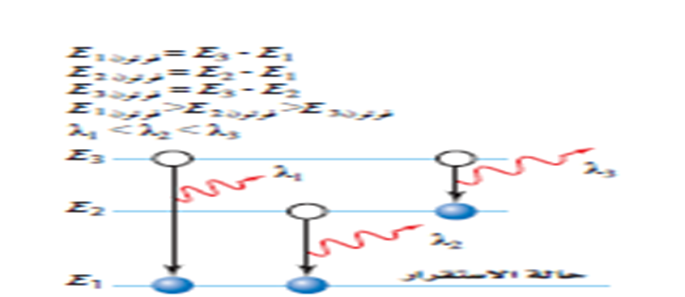 E₁ فوتون = E₃ - E₁
E₂ فوتون = E₂ - E₁
E₃ فوتون = E₃ - E₂
E₁ فوتون > E₂ فوتون > E₃ فوتون
λ₁ < λ₂ < λ₃
E₃
λ₁
λ₃
E₂
λ₂
E₁
حالة الاستقرار